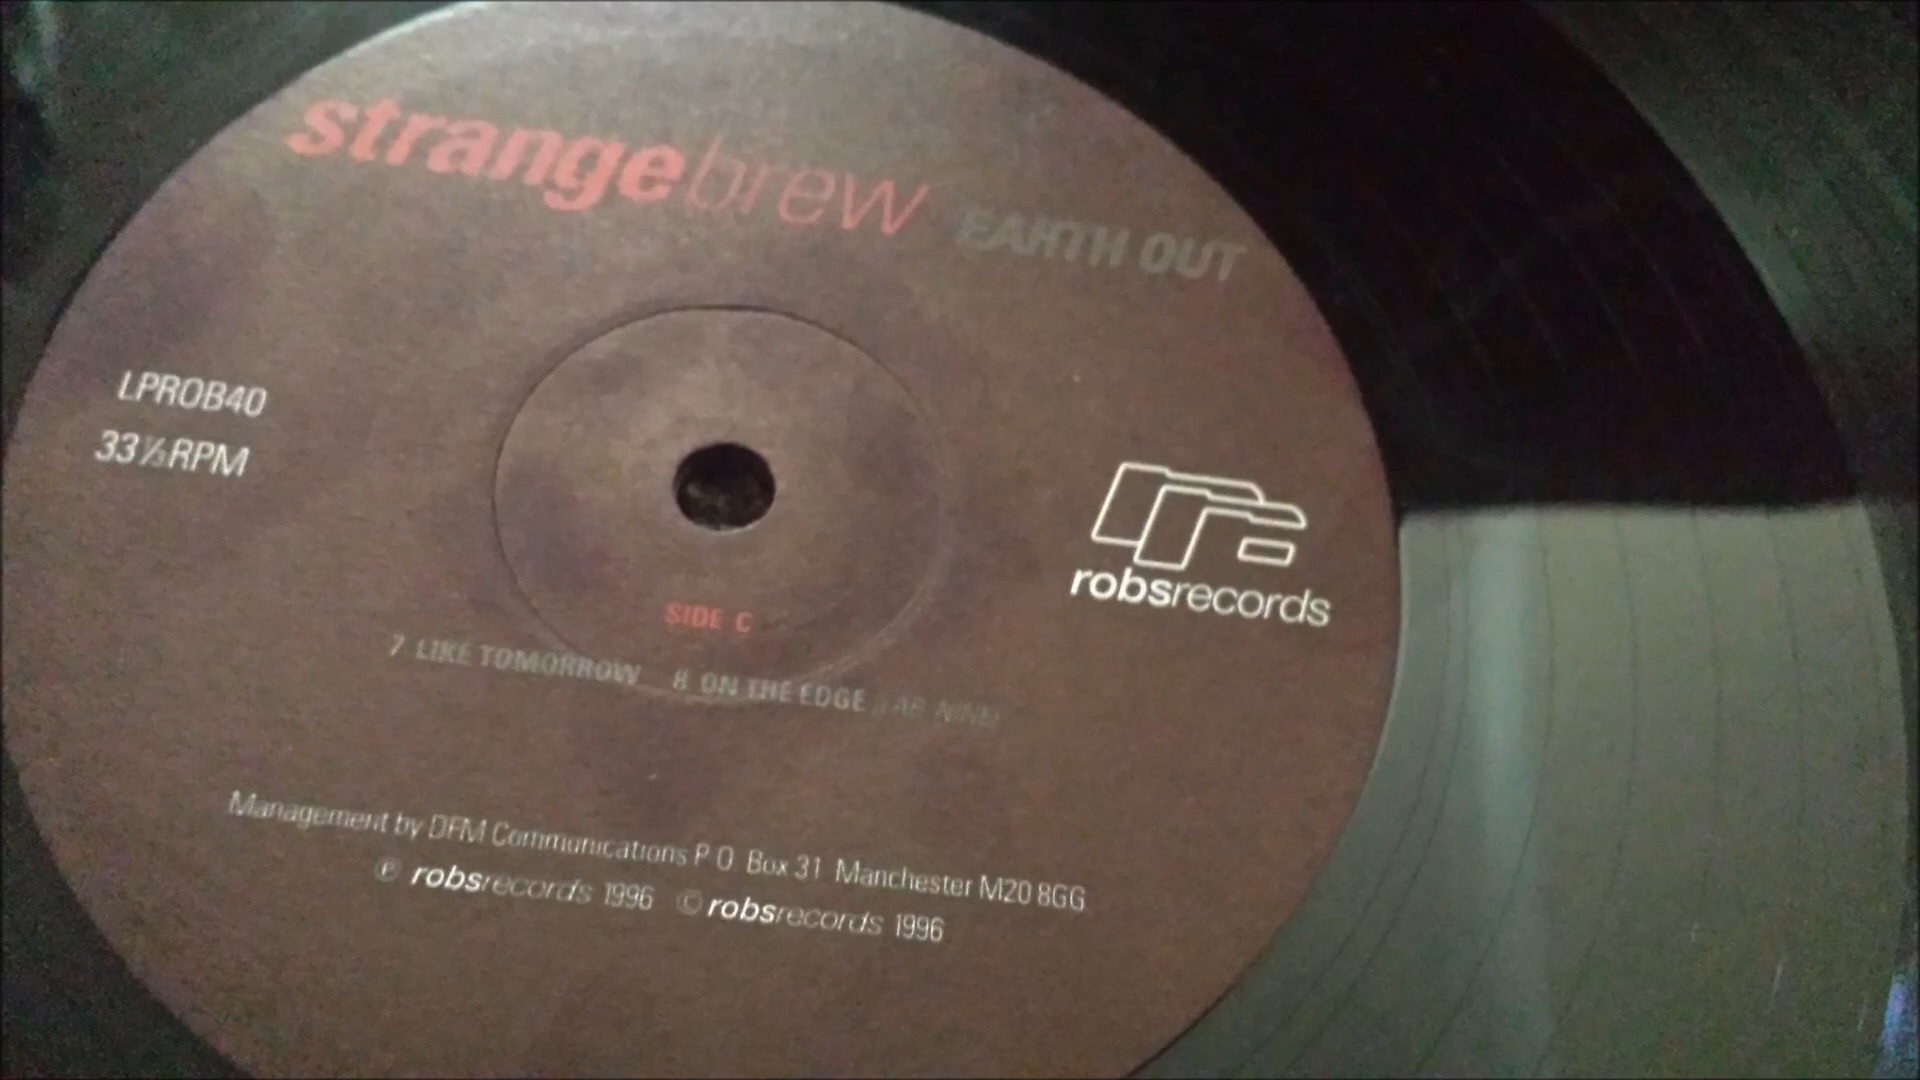 strangebrew EARTH OUT
LPROB40
33⅓RPM
robsrecords
SIDE C
7 LIKE TOMORROW 8 ON THE EDGE
Management by DFM Communications P O Box 31 Manchester M20 8GG
℗ robsrecords 1996 © robsrecords 1996